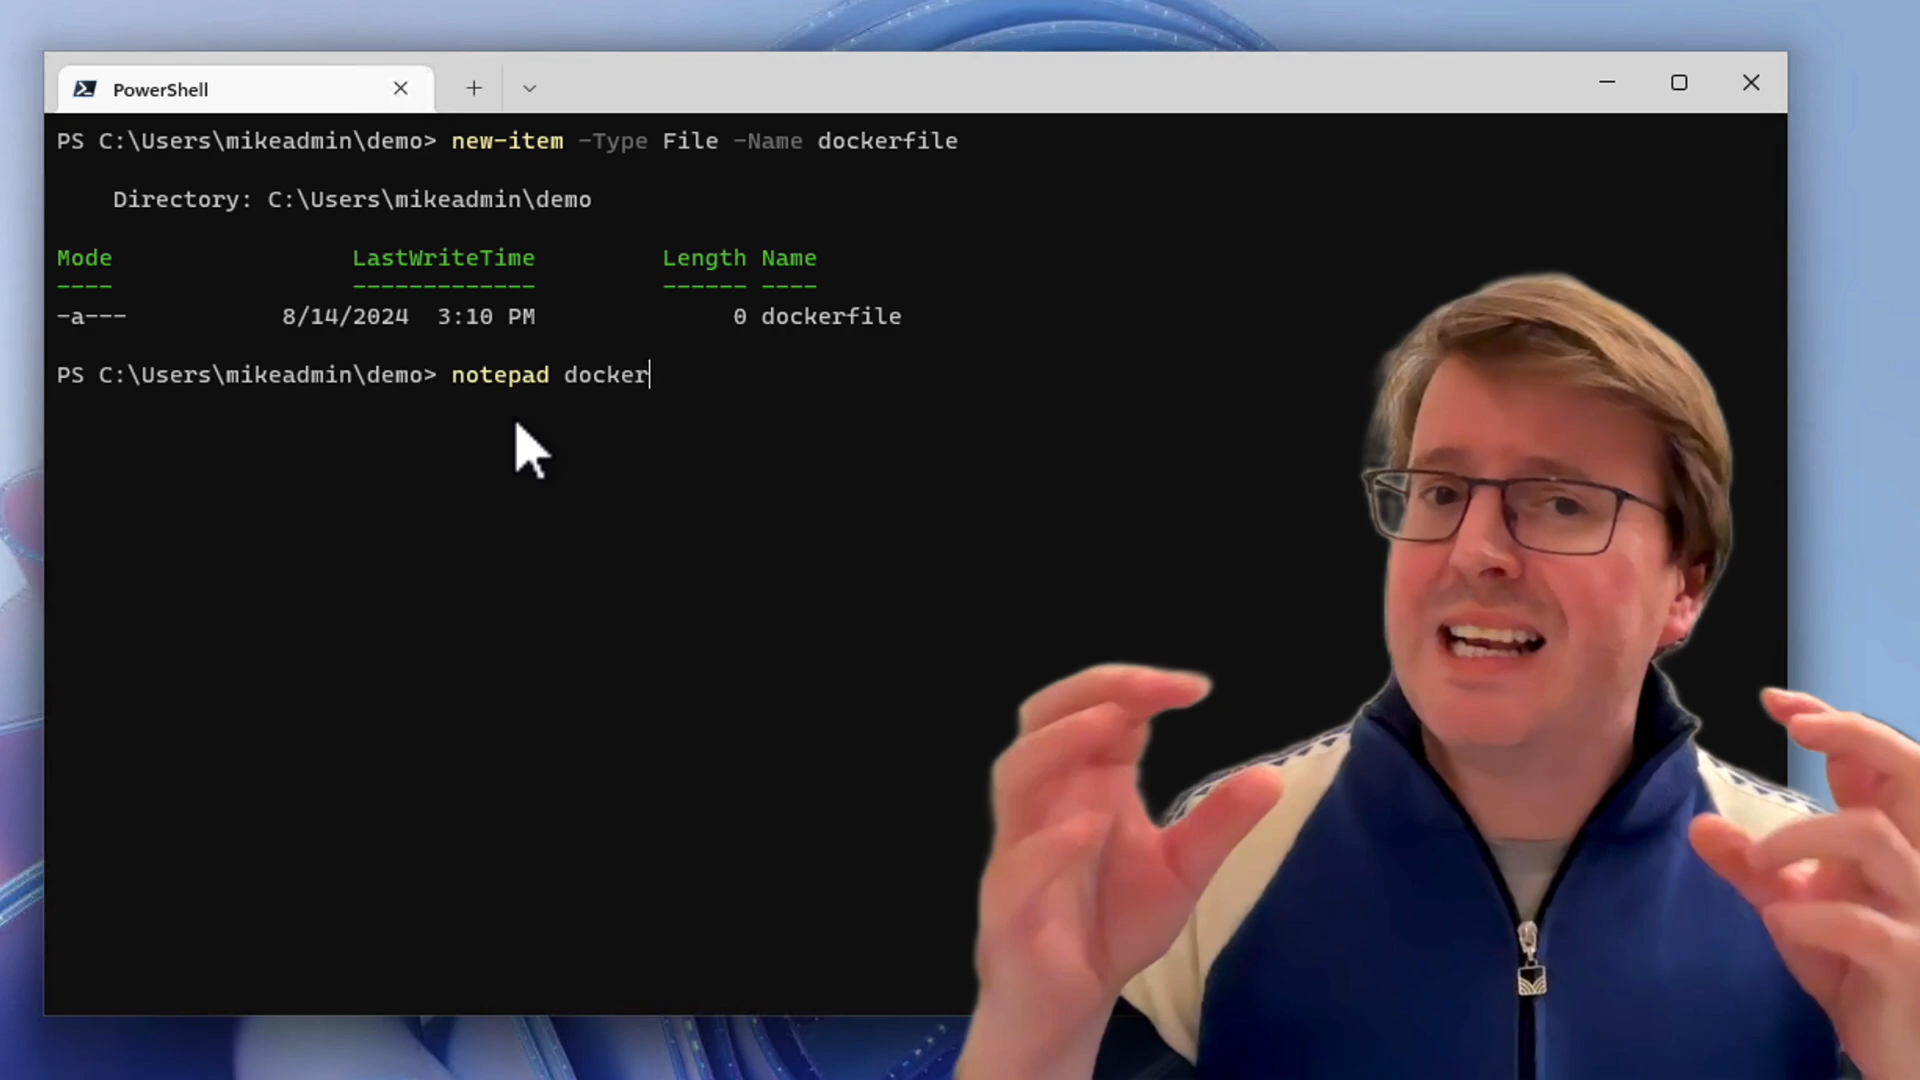 PowerShell
PS C:\Users\mikeadmin\demo> new-item -Type File -Name dockerfile
Directory: C:\Users\mikeadmin\demo
Mode LastWriteTime Length Name
---- ------------- ------ ----
-a--- 8/14/2024 3:10 PM 0 dockerfile
PS C:\Users\mikeadmin\demo> notepad docker